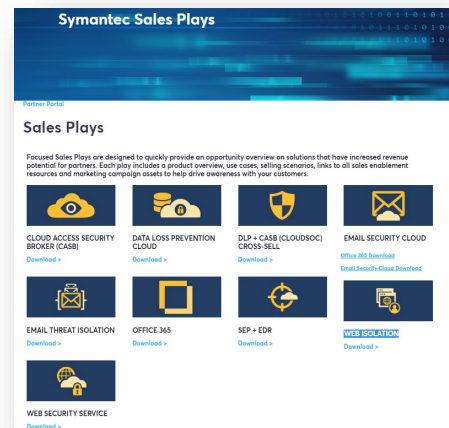 Symantec Sales Plays
Partner Portal
Sales Plays
Focused Sales Plays are designed to quickly provide an opportunity overview on solutions that have increased revenue
potential for partners. Each play includes a product overview, use cases, selling scenarios, links to all sales enablement
resources and marketing campaign assets to help drive awareness with your customers.
CLOUD ACCESS SECURITY
BROKER (CASB)
Download >
DATA LOSS PREVENTION
CLOUD
Download >
DLP + CASB (CLOUDSOC)
CROSS-SELL
Download >
EMAIL SECURITY CLOUD
Office 365 Download
Email Security.Cloud Download
EMAIL THREAT ISOLATION
Download >
OFFICE 365
Download >
SEP + EDR
Download >
WEB ISOLATION
Download >
WEB SECURITY SERVICE
Download >